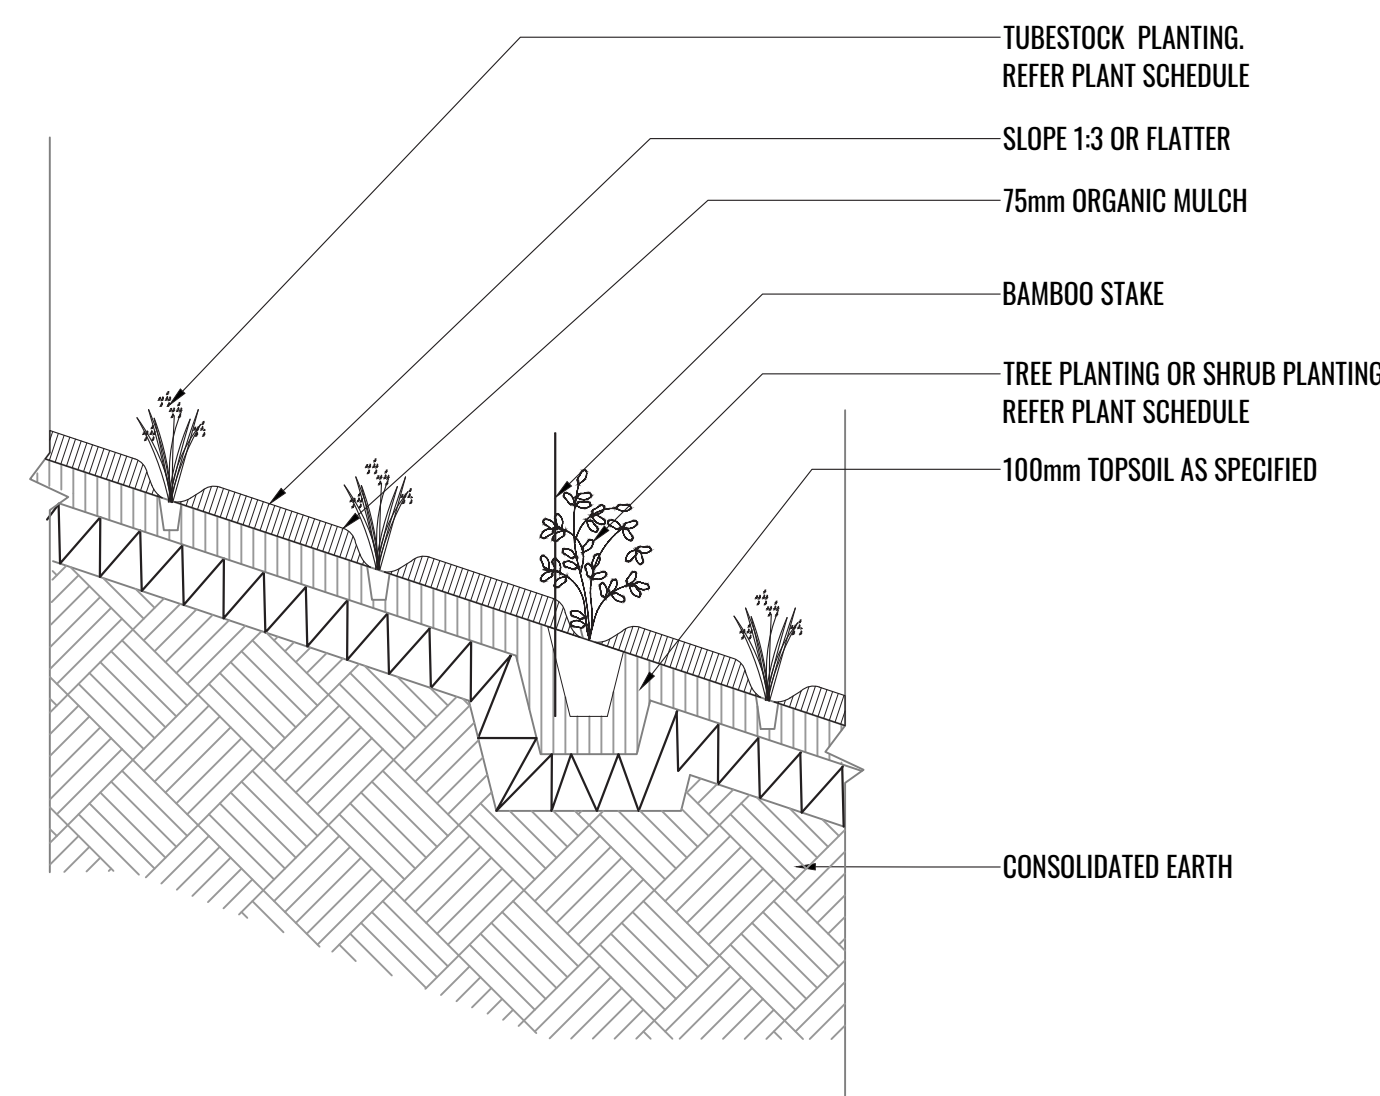 TUBESTOCK PLANTING.
REFER PLANT SCHEDULE
SLOPE 1:3 OR FLATTER
75mm ORGANIC MULCH
BAMBOO STAKE
TREE PLANTING OR SHRUB PLANTING
REFER PLANT SCHEDULE
100mm TOPSOIL AS SPECIFIED
CONSOLIDATED EARTH